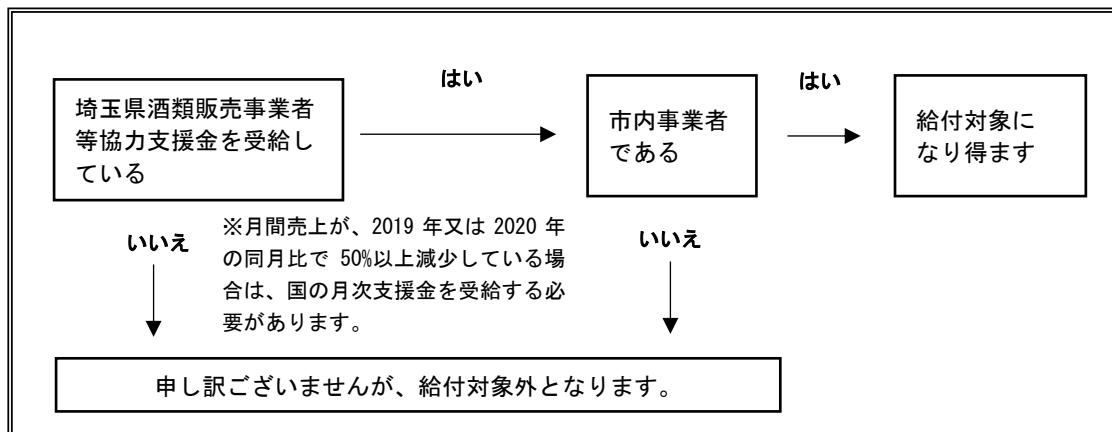 はい
はい
埼玉県酒類販売事業者
等協力支援金を受給し
ている
市内事業者
である
給付対象に
なり得ます
いいえ
※月間売上が、2019 年又は 2020 年
の同月比で 50%以上減少している場
合は、国の月次支援金を受給する必
要があります。
いいえ
申し訳ございませんが、給付対象外となります。